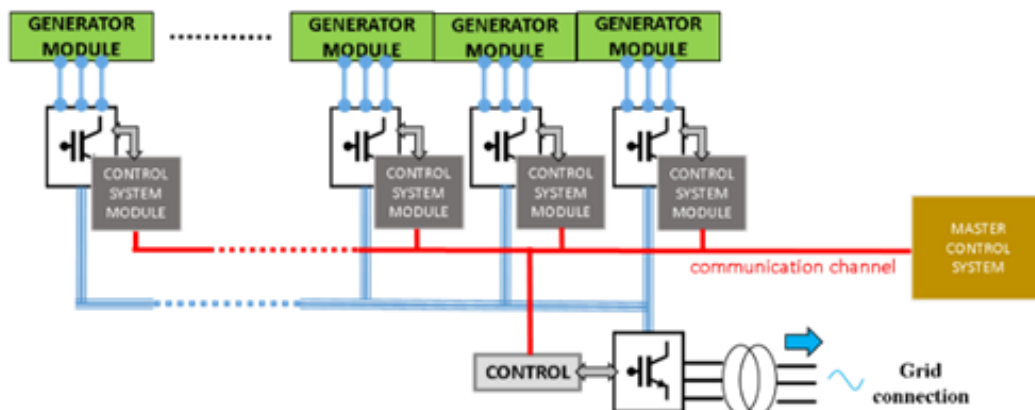 GENERATOR
MODULE
GENERATOR
MODULE
GENERATOR
MODULE
GENERATOR
MODULE
CONTROL
SYSTEM
MODULE
CONTROL
SYSTEM
MODULE
CONTROL
SYSTEM
MODULE
CONTROL
SYSTEM
MODULE
MASTER
CONTROL
SYSTEM
communication channel
CONTROL
Grid
connection